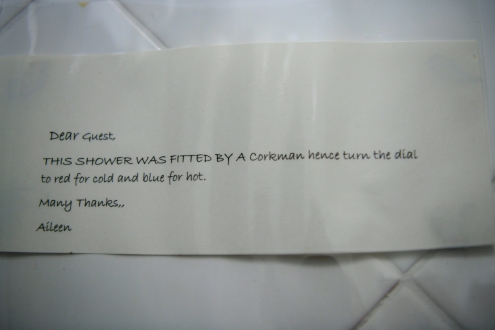 Dear Guest,
THIS SHOWER WAS FITTED BY A Corkman hence turn the dial
to red for cold and blue for hot.
Many Thanks,,
Aileen